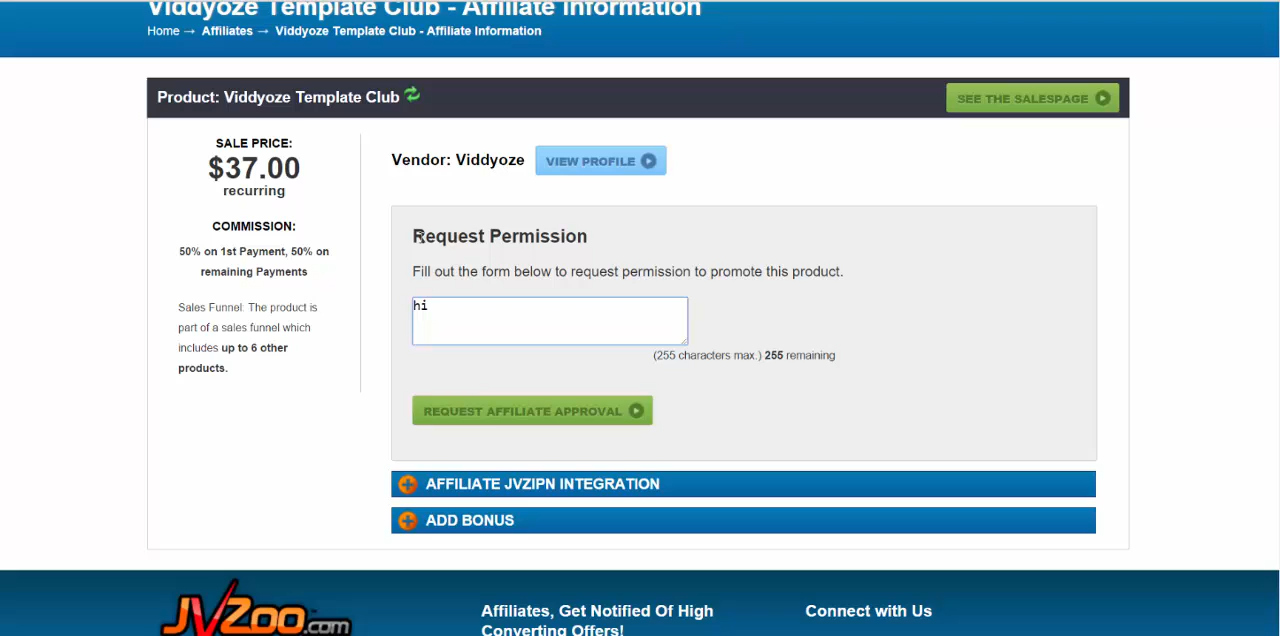 Viddyoze Template Club - Affiliate Information
Home → Affiliates → Viddyoze Template Club - Affiliate Information
Product: Viddyoze Template Club
SEE THE SALESPAGE
SALE PRICE:
$37.00
recurring
COMMISSION:
50% on 1st Payment, 50% on
remaining Payments
Sales Funnel: The product is
part of a sales funnel which
includes up to 6 other
products.
Vendor: Viddyoze
VIEW PROFILE
Request Permission
Fill out the form below to request permission to promote this product.
hi
(255 characters max.) 255 remaining
REQUEST AFFILIATE APPROVAL
AFFILIATE JVZIPN INTEGRATION
ADD BONUS
JVZoo.com
Affiliates, Get Notified Of High
Converting Offers!
Connect with Us